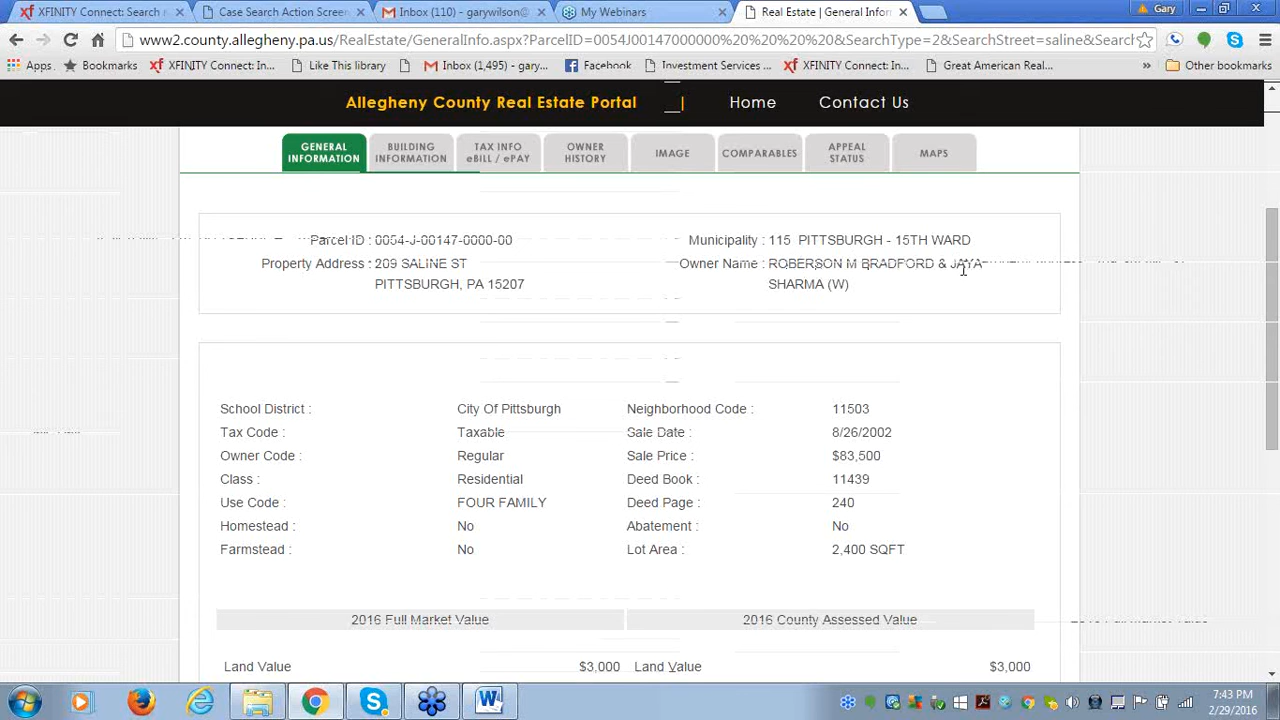 XFINITY Connect: Search
Case Search Action Screen
Inbox (110) - garywilson@
My Webinars
Real Estate | General Infor
Gary
www2.county.allegheny.pa.us/RealEstate/GeneralInfo.aspx?ParcelID=0054J00147000000%20%20%20%20&SearchType=2&SearchStreet=saline&Search
Apps
Bookmarks
XFINITY Connect: In...
Like This library
Inbox (1,495) - gary...
Facebook
Investment Services ...
XFINITY Connect: In...
Great American Real...
»
Other bookmarks
Allegheny County Real Estate Portal | Home Contact Us
GENERAL INFORMATION
BUILDING INFORMATION
TAX INFO eBILL / ePAY
OWNER HISTORY
IMAGE
COMPARABLES
APPEAL STATUS
MAPS
Parcel ID : 0054-J-00147-0000-00
Municipality : 115 PITTSBURGH - 15TH WARD
Property Address : 209 SALINE ST
Owner Name : ROBERSON M BRADFORD & JAYA
PITTSBURGH, PA 15207
SHARMA (W)
School District : City Of Pittsburgh Neighborhood Code : 11503
Tax Code : Taxable Sale Date : 8/26/2002
Owner Code : Regular Sale Price : $83,500
Class : Residential Deed Book : 11439
Use Code : FOUR FAMILY Deed Page : 240
Homestead : No Abatement : No
Farmstead : No Lot Area : 2,400 SQFT
2016 Full Market Value 2016 County Assessed Value
Land Value $3,000 Land Value $3,000
7:43 PM
2/29/2016